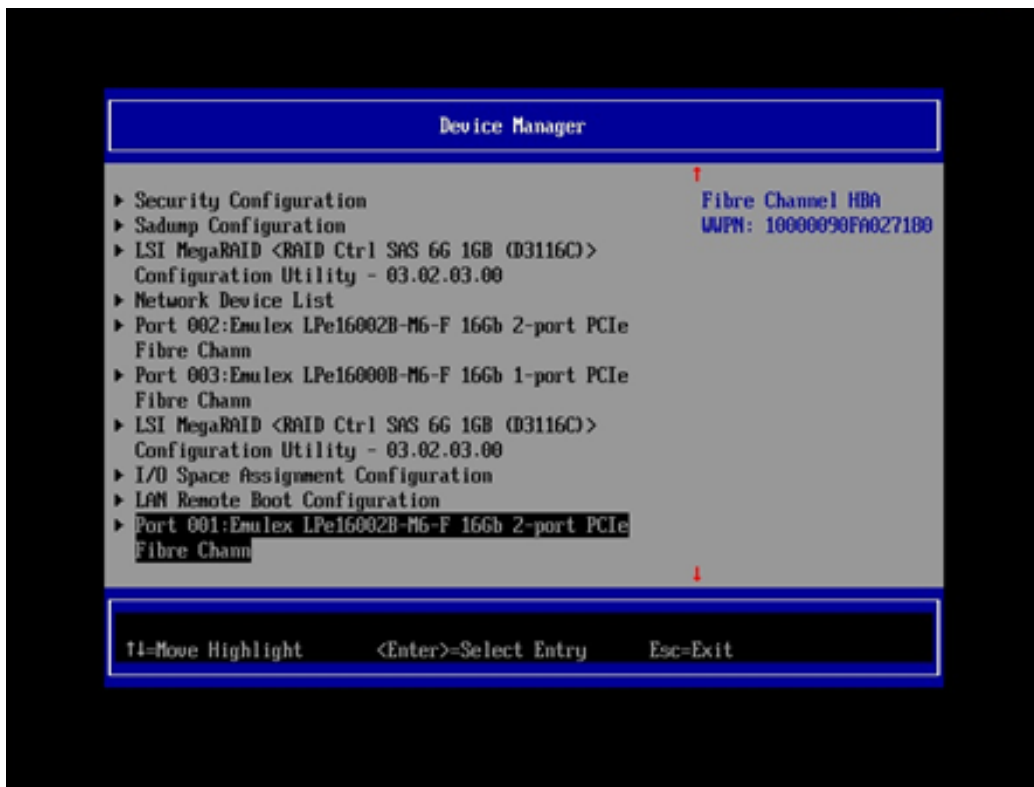 Device Manager
▶ Security Configuration
▶ Sadump Configuration
▶ LSI MegaRAID <RAID Ctrl SAS 6G 1GB (D3116C)>
Configuration Utility - 03.02.03.00
▶ Network Device List
▶ Port 002:Emulex LPe16002B-M6-F 16Gb 2-port PCIe
Fibre Chann
▶ Port 003:Emulex LPe16000B-M6-F 16Gb 1-port PCIe
Fibre Chann
▶ LSI MegaRAID <RAID Ctrl SAS 6G 1GB (D3116C)>
Configuration Utility - 03.02.03.00
▶ I/O Space Assignment Configuration
▶ LAN Remote Boot Configuration
▶ Port 001:Emulex LPe16002B-M6-F 16Gb 2-port PCIe
Fibre Chann
↑
Fibre Channel HBA
WWPN: 10000090FA027180
↓
↑↓=Move Highlight <Enter>=Select Entry Esc=Exit